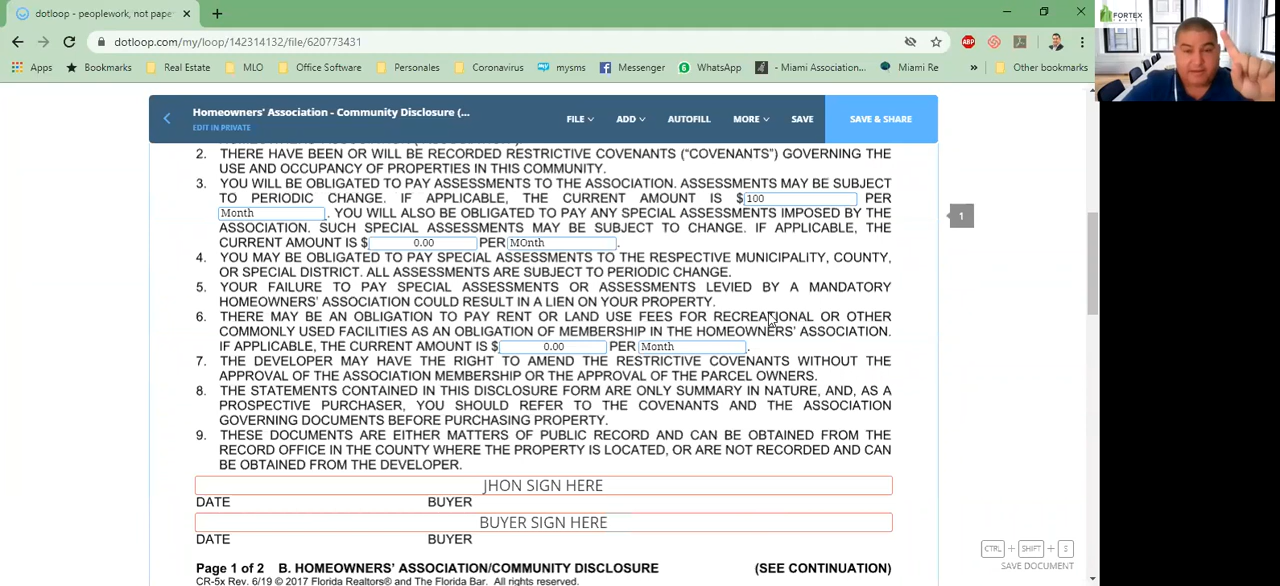 dotloop - peoplework, not pape
dotloop.com/my/loop/142314132/file/620773431
Apps Bookmarks Real Estate MLO Office Software Personales Coronavirus mysms Messenger WhatsApp - Miami Association... Miami Re » Other bookmarks
FORTEX
Homeowners' Association - Community Disclosure (...
EDIT IN PRIVATE
FILE ADD AUTOFILL MORE SAVE SAVE & SHARE
2. THERE HAVE BEEN OR WILL BE RECORDED RESTRICTIVE COVENANTS (“COVENANTS”) GOVERNING THE
USE AND OCCUPANCY OF PROPERTIES IN THIS COMMUNITY.
3. YOU WILL BE OBLIGATED TO PAY ASSESSMENTS TO THE ASSOCIATION. ASSESSMENTS MAY BE SUBJECT
TO PERIODIC CHANGE. IF APPLICABLE, THE CURRENT AMOUNT IS $100 PER
Month. YOU WILL ALSO BE OBLIGATED TO PAY ANY SPECIAL ASSESSMENTS IMPOSED BY THE
ASSOCIATION. SUCH SPECIAL ASSESSMENTS MAY BE SUBJECT TO CHANGE. IF APPLICABLE, THE
CURRENT AMOUNT IS $ 0.00 PER MOnth.
4. YOU MAY BE OBLIGATED TO PAY SPECIAL ASSESSMENTS TO THE RESPECTIVE MUNICIPALITY, COUNTY,
OR SPECIAL DISTRICT. ALL ASSESSMENTS ARE SUBJECT TO PERIODIC CHANGE.
5. YOUR FAILURE TO PAY SPECIAL ASSESSMENTS OR ASSESSMENTS LEVIED BY A MANDATORY
HOMEOWNERS’ ASSOCIATION COULD RESULT IN A LIEN ON YOUR PROPERTY.
6. THERE MAY BE AN OBLIGATION TO PAY RENT OR LAND USE FEES FOR RECREATIONAL OR OTHER
COMMONLY USED FACILITIES AS AN OBLIGATION OF MEMBERSHIP IN THE HOMEOWNERS’ ASSOCIATION.
IF APPLICABLE, THE CURRENT AMOUNT IS $ 0.00 PER Month.
7. THE DEVELOPER MAY HAVE THE RIGHT TO AMEND THE RESTRICTIVE COVENANTS WITHOUT THE
APPROVAL OF THE ASSOCIATION MEMBERSHIP OR THE APPROVAL OF THE PARCEL OWNERS.
8. THE STATEMENTS CONTAINED IN THIS DISCLOSURE FORM ARE ONLY SUMMARY IN NATURE, AND, AS A
PROSPECTIVE PURCHASER, YOU SHOULD REFER TO THE COVENANTS AND THE ASSOCIATION
GOVERNING DOCUMENTS BEFORE PURCHASING PROPERTY.
9. THESE DOCUMENTS ARE EITHER MATTERS OF PUBLIC RECORD AND CAN BE OBTAINED FROM THE
RECORD OFFICE IN THE COUNTY WHERE THE PROPERTY IS LOCATED, OR ARE NOT RECORDED AND CAN
BE OBTAINED FROM THE DEVELOPER.
JHON SIGN HERE
DATE BUYER
BUYER SIGN HERE
DATE BUYER
Page 1 of 2 B. HOMEOWNERS’ ASSOCIATION/COMMUNITY DISCLOSURE (SEE CONTINUATION)
CR-5x Rev. 6/19 © 2017 Florida Realtors® and The Florida Bar. All rights reserved.
1
CTRL + SHIFT + S
SAVE DOCUMENT